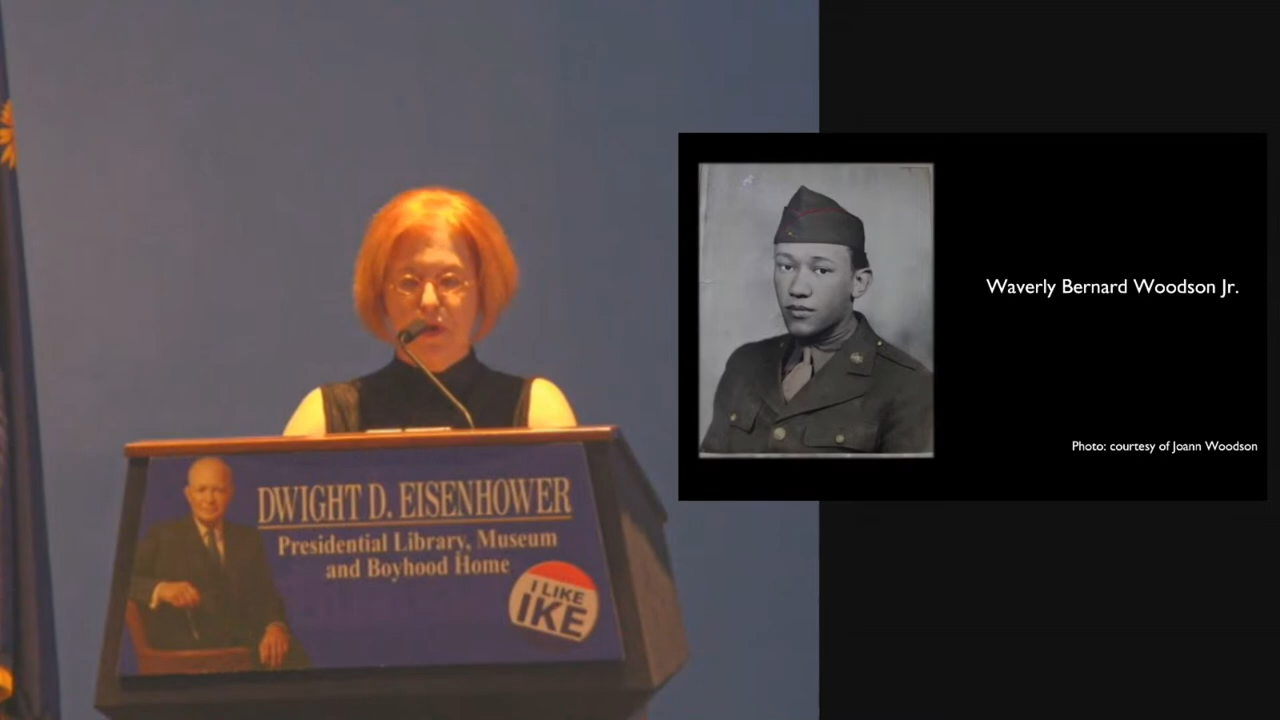 DWIGHT D. EISENHOWER
Presidential Library, Museum
and Boyhood Home
I LIKE
IKE
Waverly Bernard Woodson Jr.
Photo: courtesy of Joann Woodson